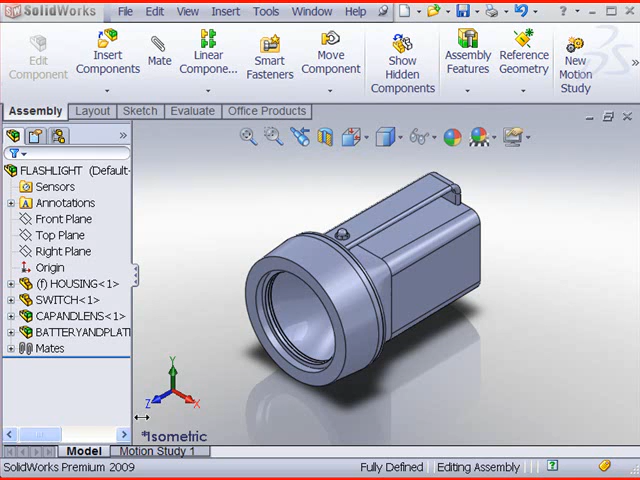 SolidWorks File Edit View Insert Tools Window Help ?
Edit Component
Insert Components
Mate
Linear Compone...
Smart Fasteners
Move Component
Show Hidden Components
Assembly Features
Reference Geometry
New Motion Study
Assembly Layout Sketch Evaluate Office Products
FLASHLIGHT (Default
Sensors
A Annotations
Front Plane
Top Plane
Right Plane
Origin
(f) HOUSING<1>
SWITCH<1>
CAPANDLENS<1>
BATTERYANDPLAT
Mates
Y
Z X
*Isometric
Model Motion Study 1
SolidWorks Premium 2009 Fully Defined Editing Assembly ?